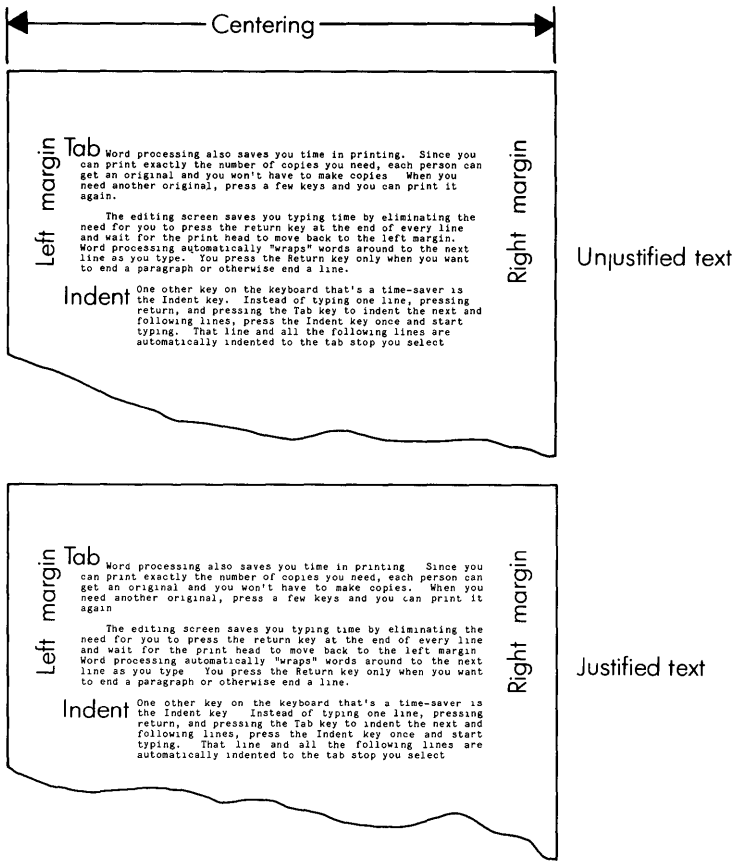 Centering
Left margin
Tab
Word processing also saves you time in printing. Since you
can print exactly the number of copies you need, each person can
get an original and you won't have to make copies When you
need another original, press a few keys and you can print it
again.
The editing screen saves you typing time by eliminating the
need for you to press the return key at the end of every line
and wait for the print head to move back to the left margin.
Word processing automatically "wraps" words around to the next
line as you type. You press the Return key only when you want
to end a paragraph or otherwise end a line.
Indent
One other key on the keyboard that's a time-saver is
the Indent key. Instead of typing one line, pressing
return, and pressing the Tab key to indent the next and
following lines, press the Indent key once and start
typing. That line and all the following lines are
automatically indented to the tab stop you select
Right margin
Unjustified text
Left margin
Tab
Word processing also saves you time in printing Since you
can print exactly the number of copies you need, each person can
get an original and you won't have to make copies. When you
need another original, press a few keys and you can print it
again
The editing screen saves you typing time by eliminating the
need for you to press the return key at the end of every line
and wait for the print head to move back to the left margin
Word processing automatically "wraps" words around to the next
line as you type You press the Return key only when you want
to end a paragraph or otherwise end a line.
Indent
One other key on the keyboard that's a time-saver is
the Indent key Instead of typing one line, pressing
return, and pressing the Tab key to indent the next and
following lines, press the Indent key once and start
typing. That line and all the following lines are
automatically indented to the tab stop you select
Right margin
Justified text